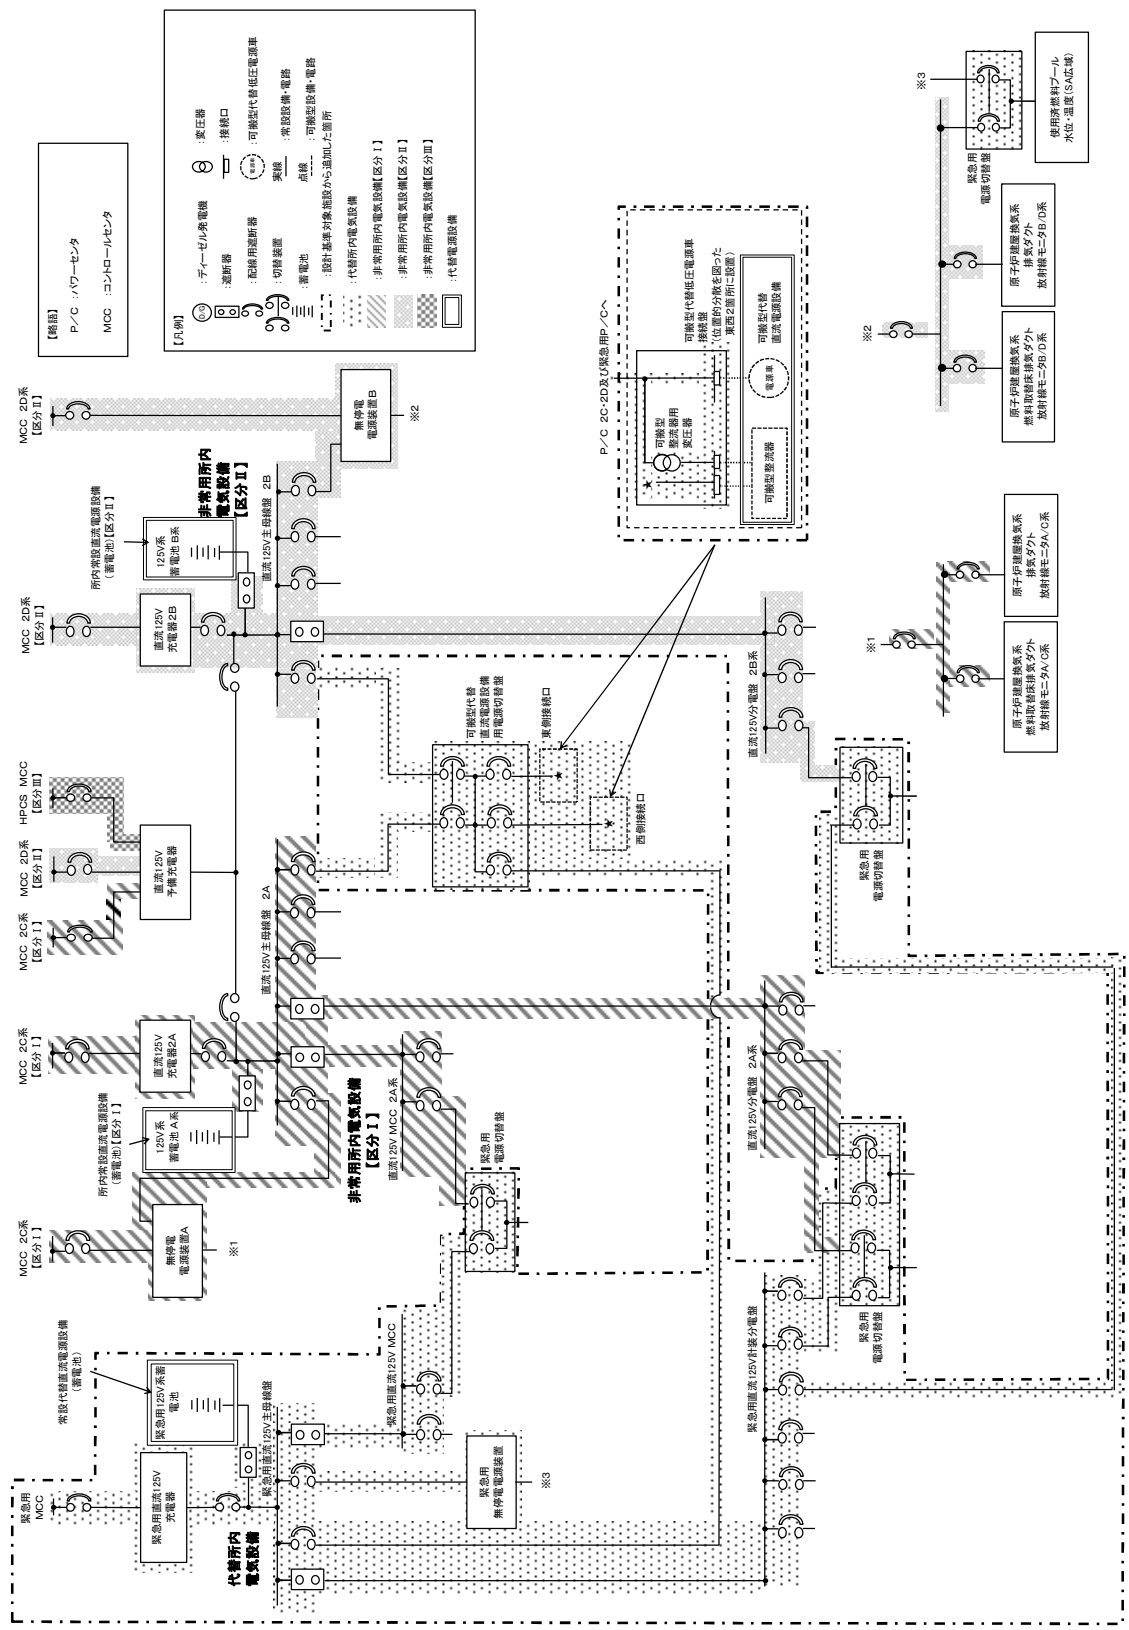 【略語】
P/C :パワーセンタ
MCC :コントロールセンタ
【凡例】
D/G
:ディーゼル発電機
:遮断器
:配線用遮断器
:切替装置
:蓄電池
:変圧器
:接続口
電源車
:可搬型代替低圧電源車
実線
:常設設備・電路
点線
:可搬型設備・電路
:設計基準対象施設から追加した箇所
:代替所内電気設備
:非常用所内電気設備【区分Ⅰ】
:非常用所内電気設備【区分Ⅱ】
:非常用所内電気設備【区分Ⅲ】
:代替電源設備
緊急用
MCC
緊急用直流125V
充電器
常設代替直流電源設備
(蓄電池)
緊急用125V系蓄
電池
代替所内
電気設備
緊急用直流125V主母線盤
緊急用
無停電電源装置
※3
緊急用直流125V MCC
緊急用直流125V計装分電盤
MCC 2C系
【区分Ⅰ】
無停電
電源装置A
※1
所内常設直流電源設備
(蓄電池)【区分Ⅰ】
125V系
蓄電池A系
MCC 2C系
【区分Ⅰ】
直流125V
充電器2A
非常用所内電気設備
【区分Ⅰ】
直流125V主母線盤 2A
直流125V MCC 2A系
緊急用
電源切替盤
直流125V分電盤 2A系
緊急用
電源切替盤
MCC 2C系
【区分Ⅰ】
MCC 2D系
【区分Ⅱ】
HPCS MCC
【区分Ⅲ】
直流125V
予備充電器
MCC 2D系
【区分Ⅱ】
直流125V
充電器2B
所内常設直流電源設備
(蓄電池)【区分Ⅱ】
125V系
蓄電池B系
非常用所内
電気設備
【区分Ⅱ】
MCC 2D系
【区分Ⅱ】
無停電
電源装置B
※2
直流125V主母線盤 2B
可搬型代替
直流電源設備
用電源切替盤
東側接続口
西側接続口
★
★
直流125V分電盤 2B系
緊急用
電源切替盤
P/C 2C・2D及び緊急用P/Cへ
可搬型代替低圧電源車
接続盤
(位置的分散を図った
東西2箇所に設置)
可搬型
整流器用
変圧器
★
可搬型代替
直流電源設備
電源車
可搬型整流器
※1
原子炉建屋換気系
燃料取替床排気ダクト
放射線モニタA/C系
原子炉建屋換気系
排気ダクト
放射線モニタA/C系
※2
原子炉建屋換気系
燃料取替床排気ダクト
放射線モニタB/D系
原子炉建屋換気系
排気ダクト
放射線モニタB/D系
※3
緊急用
電源切替盤
使用済燃料プール
水位・温度(SA広域)